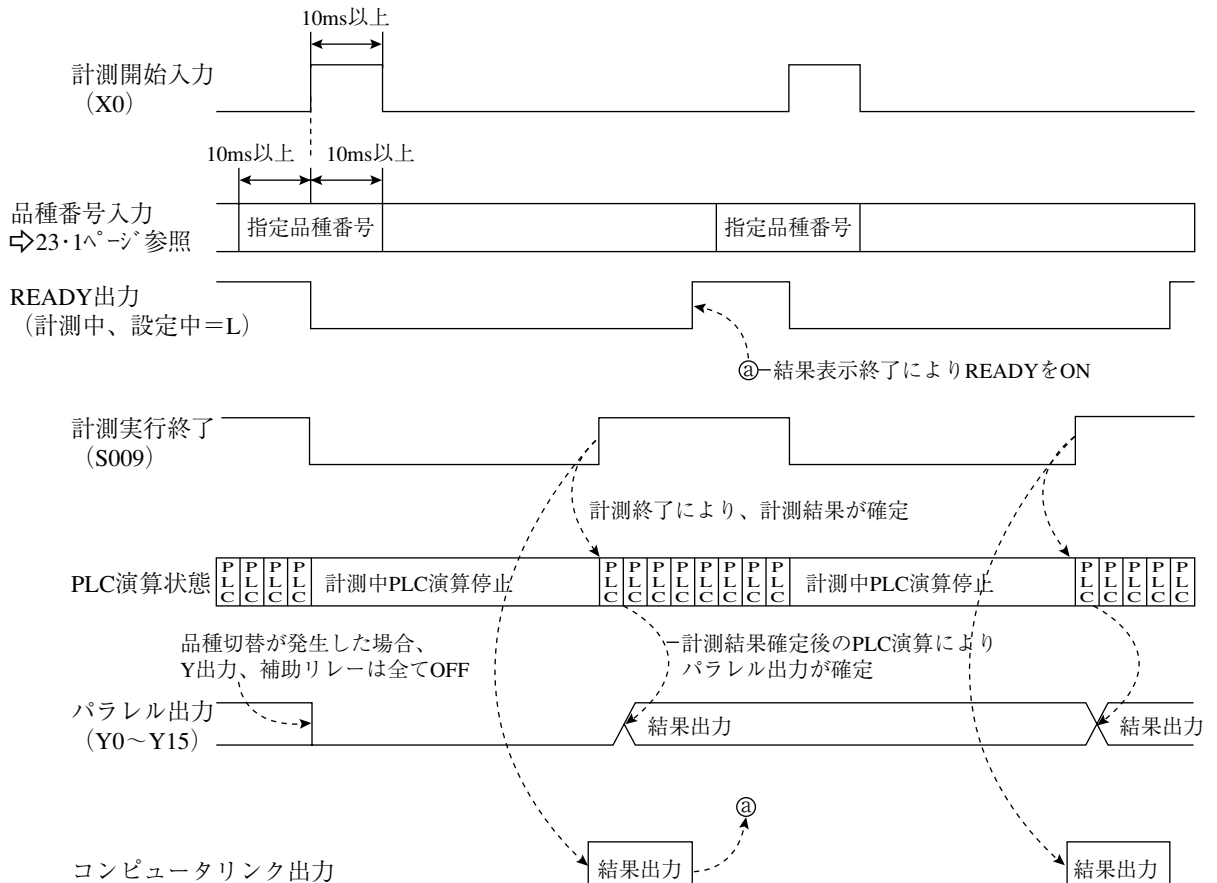 10ms以上
計測開始入力
（X0）
10ms以上 10ms以上
品種番号入力
⇨23・1ﾍﾟｰｼﾞ参照
指定品種番号 指定品種番号
READY出力
（計測中、設定中＝L）
ⓐ 結果表示終了によりREADYをON
計測実行終了
（S009）
計測終了により、計測結果が確定
PLC演算状態 PLC PLC PLC PLC 計測中PLC演算停止 PLC PLC PLC PLC PLC PLC PLC PLC 計測中PLC演算停止 PLC PLC PLC PLC PLC
品種切替が発生した場合、
Y出力、補助リレーは全てOFF
計測結果確定後のPLC演算により
パラレル出力が確定
パラレル出力
（Y0～Y15）
結果出力 結果出力
ⓐ
コンピュータリンク出力 結果出力 結果出力